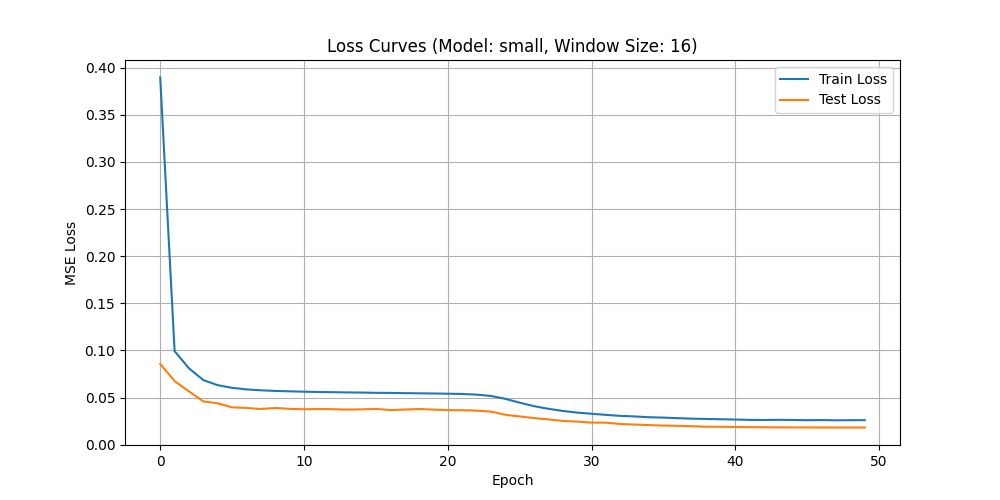 Loss Curves (Model: small, Window Size: 16)
0.40
0.35
0.30
0.25
0.20
0.15
0.10
0.05
0.00
MSE Loss
Train Loss
Test Loss
0 10 20 30 40 50
Epoch